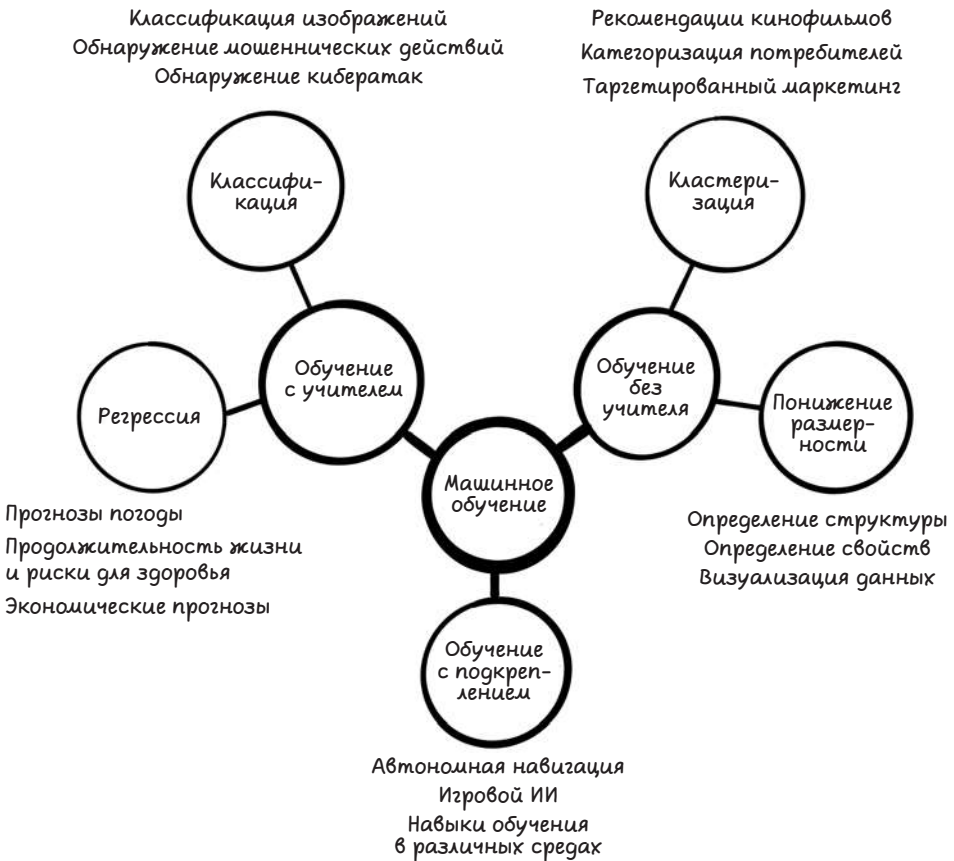 Классификация изображений
Обнаружение мошеннических действий
Обнаружение кибератак
Рекомендации кинофильмов
Категоризация потребителей
Таргетированный маркетинг
Классифи-
кация
Кластери-
зация
Обучение
с учителем
Обучение
без
учителя
Регрессия
Понижение
размер-
ности
Машинное
обучение
Прогнозы погоды
Продолжительность жизни
и риски для здоровья
Экономические прогнозы
Определение структуры
Определение свойств
Визуализация данных
Обучение
с подкреп-
лением
Автономная навигация
Игровой ИИ
Навыки обучения
в различных средах